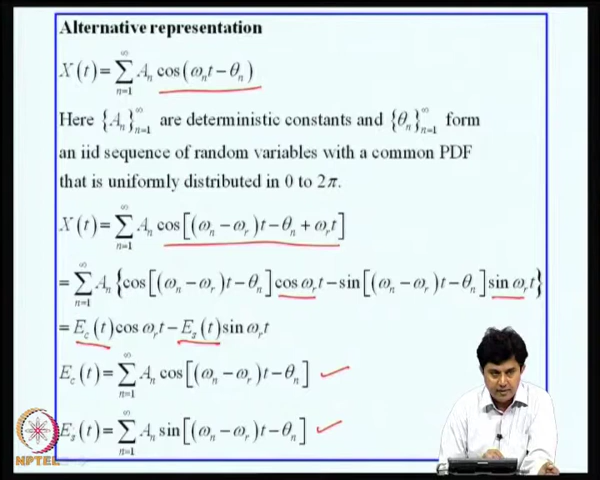 Alternative representation
X(t) = ∑_{n=1}^{∞} A_n cos(ω_n t − θ_n)
Here {A_n}_{n=1}^{∞} are deterministic constants and {θ_n}_{n=1}^{∞} form
an iid sequence of random variables with a common PDF
that is uniformly distributed in 0 to 2π.
X(t) = ∑_{n=1}^{∞} A_n cos[(ω_n − ω_r)t − θ_n + ω_r t]
= ∑_{n=1}^{∞} A_n {cos[(ω_n − ω_r)t − θ_n] cos ω_r t − sin[(ω_n − ω_r)t − θ_n] sin ω_r t}
= E_c(t) cos ω_r t − E_s(t) sin ω_r t
E_c(t) = ∑_{n=1}^{∞} A_n cos[(ω_n − ω_r)t − θ_n]
E_s(t) = ∑_{n=1}^{∞} A_n sin[(ω_n − ω_r)t − θ_n]
NPTEL